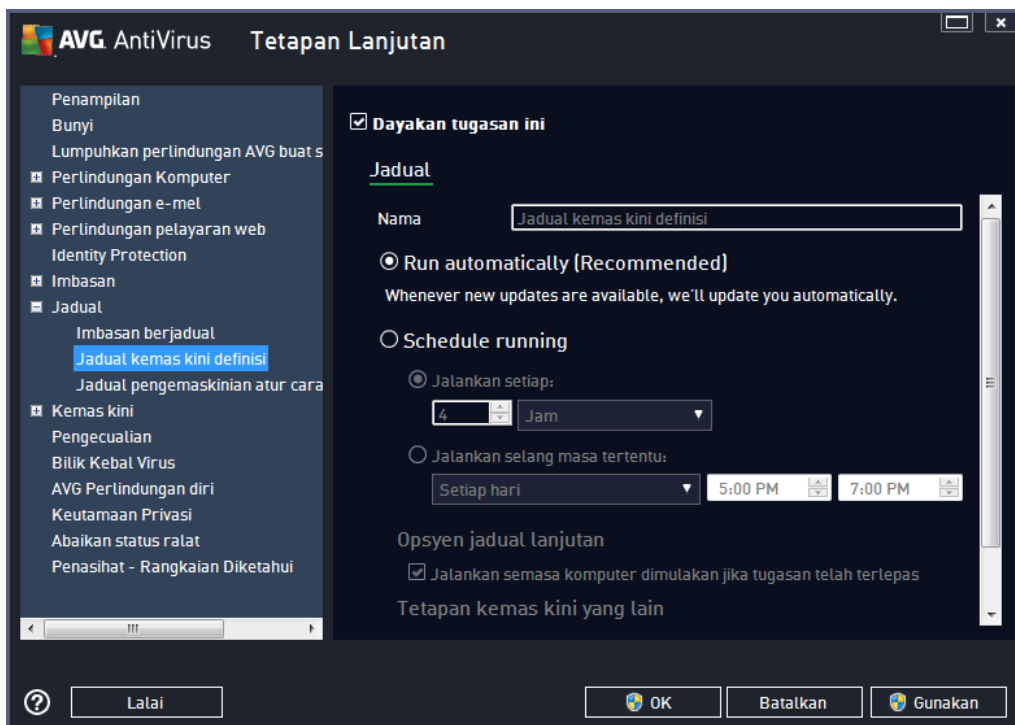 AVG. AntiVirus Tetapan Lanjutan
Penampilan
Bunyi
Lumpuhkan perlindungan AVG buat s
Perlindungan Komputer
Perlindungan e-mel
Perlindungan pelayaran web
Identity Protection
Imbasan
Jadual
Imbasan berjadual
Jadual kemas kini definisi
Jadual pengemaskinian atur cara
Kemas kini
Pengecualian
Bilik Kebal Virus
AVG Perlindungan diri
Keutamaan Privasi
Abaikan status ralat
Penasihat - Rangkaian Diketahui
Dayakan tugasan ini
Jadual
Nama Jadual kemas kini definisi
Run automatically (Recommended)
Whenever new updates are available, we'll update you automatically.
Schedule running
Jalankan setiap:
4 Jam
Jalankan selang masa tertentu:
Setiap hari 5:00 PM 7:00 PM
Opsyen jadual lanjutan
Jalankan semasa komputer dimulakan jika tugasan telah terlepas
Tetapan kemas kini yang lain
? Lalai OK Batalkan Gunakan